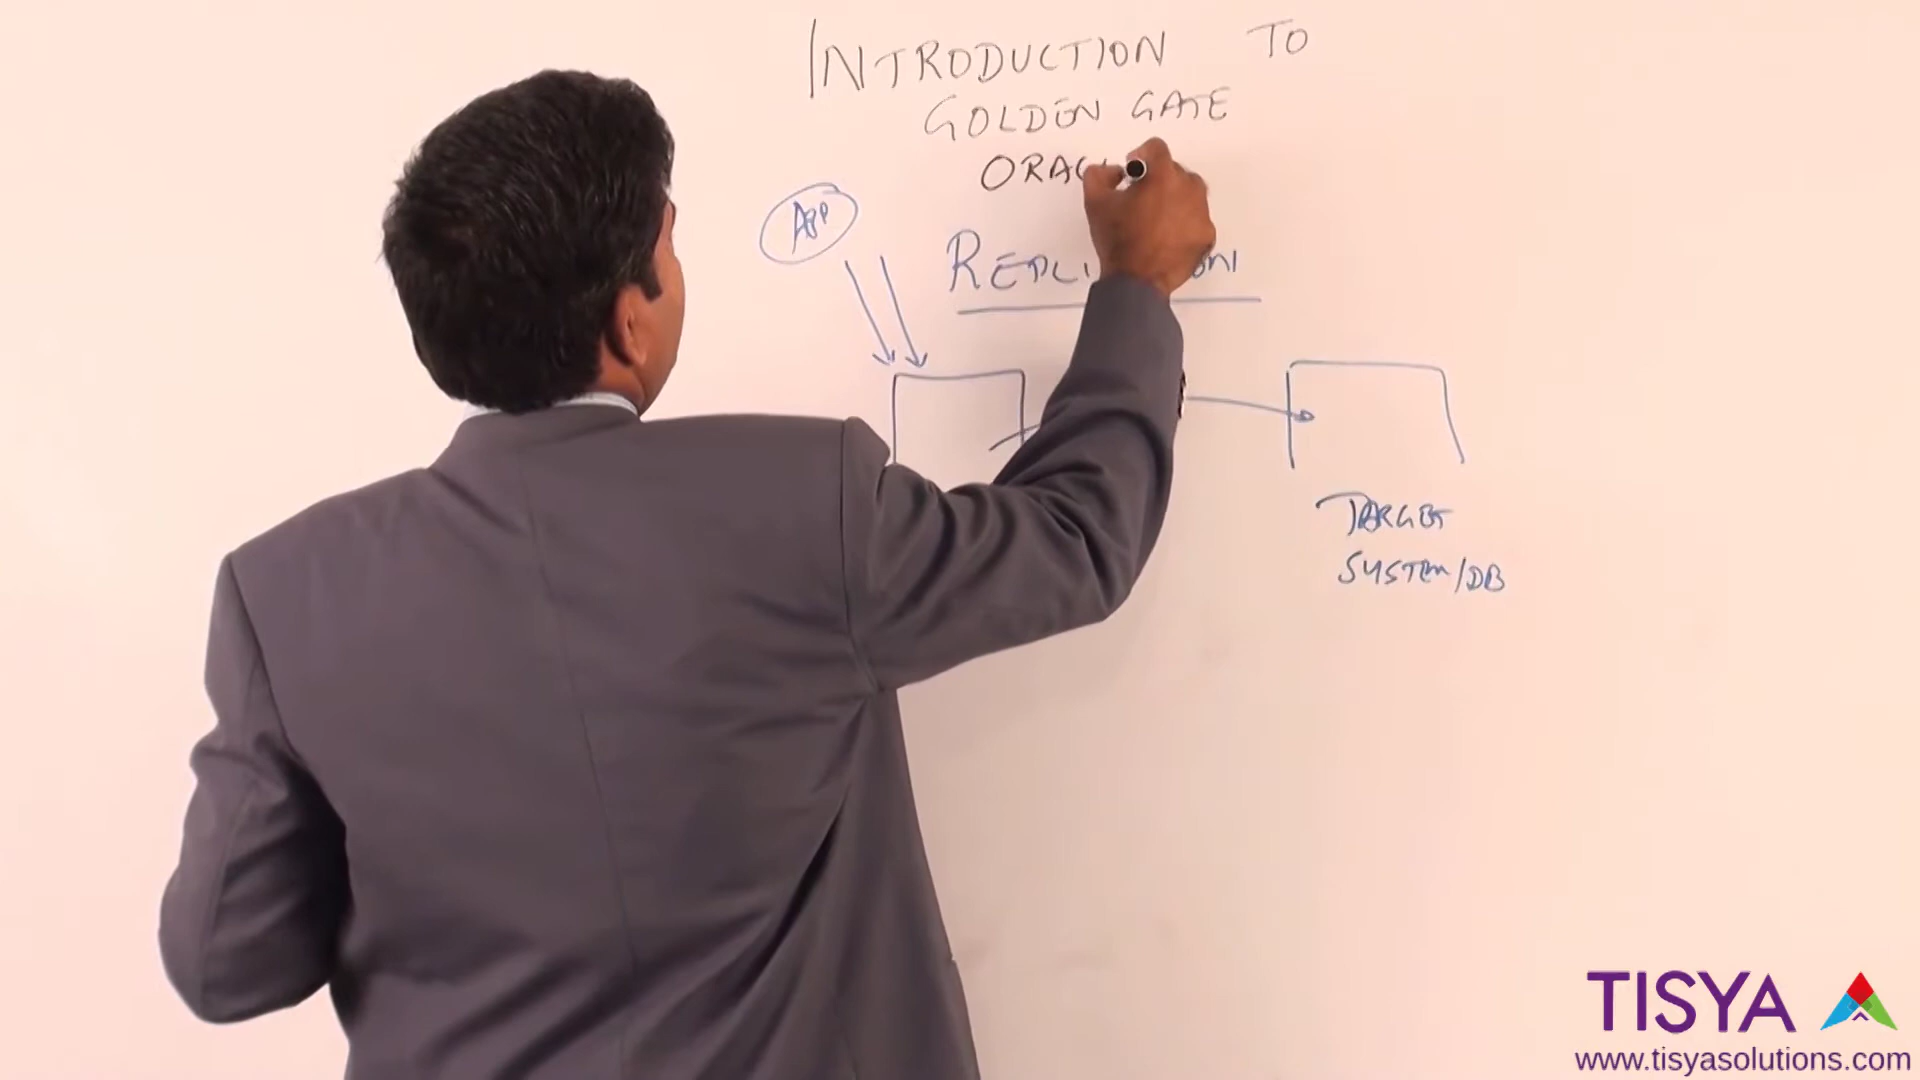 INTRODUCTION TO
GOLDEN GATE
APP
TARGET
SYSTEM/DB
TISYA
www.tisyasolutions.com